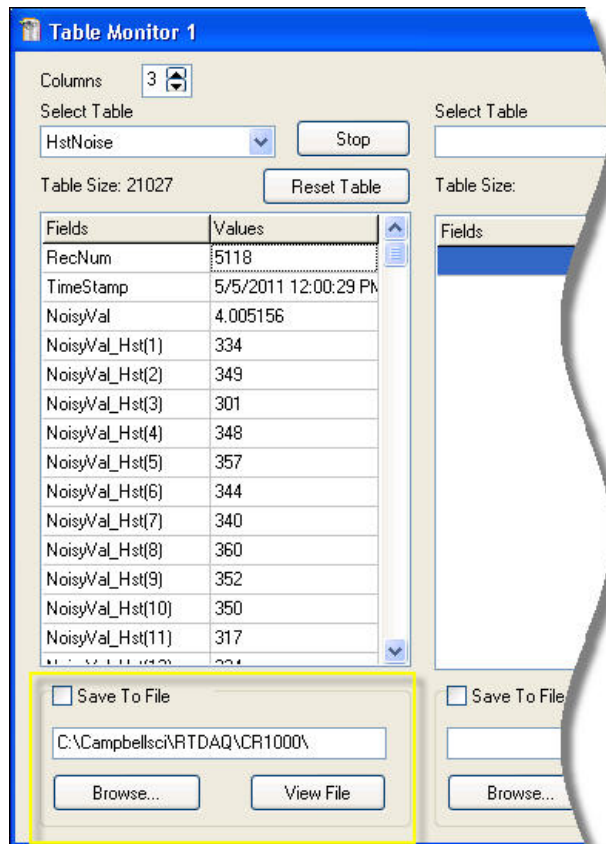 Table Monitor 1
Columns 3
Select Table
HstNoise
Stop
Table Size: 21027
Reset Table
Fields Values
RecNum 5118
TimeStamp 5/5/2011 12:00:29 PM
NoisyVal 4.005156
NoisyVal_Hst(1) 334
NoisyVal_Hst(2) 349
NoisyVal_Hst(3) 301
NoisyVal_Hst(4) 348
NoisyVal_Hst(5) 357
NoisyVal_Hst(6) 344
NoisyVal_Hst(7) 340
NoisyVal_Hst(8) 360
NoisyVal_Hst(9) 352
NoisyVal_Hst(10) 350
NoisyVal_Hst(11) 317
Save To File
C:\Campbellsci\RTDAQ\CR1000\
Browse...
View File
Select Table
Table Size:
Fields
Save To File
Browse...